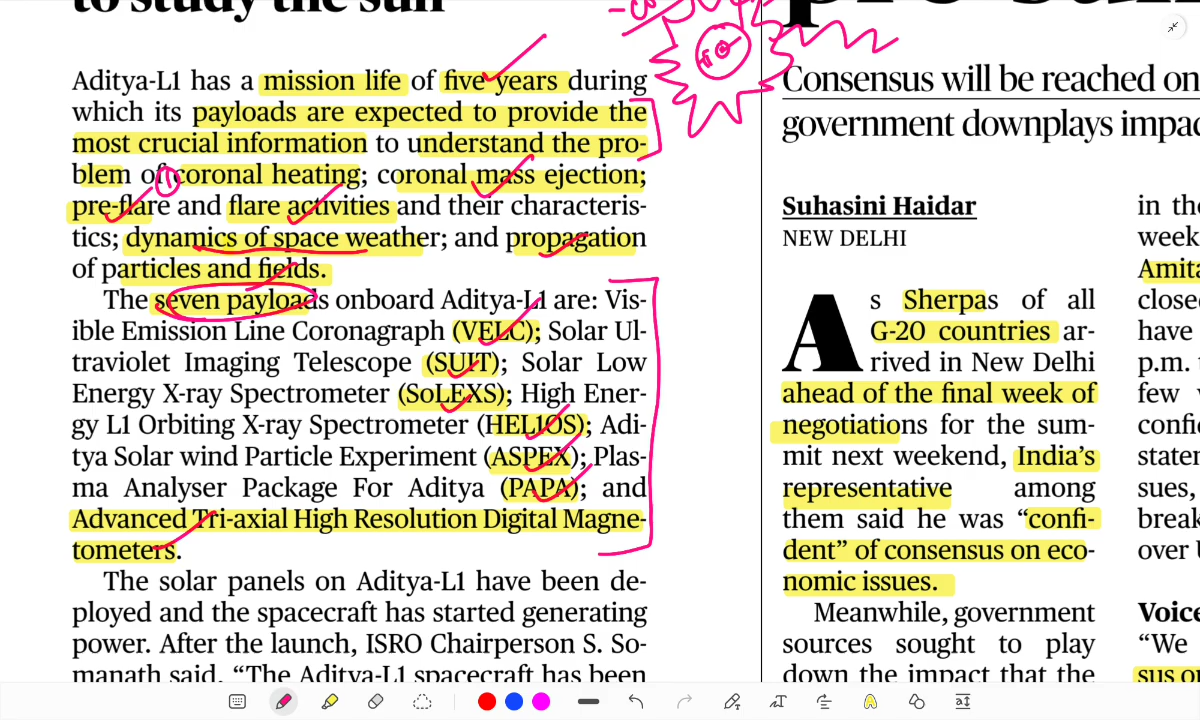 to study the sun
Aditya-L1 has a mission life of five years during
which its payloads are expected to provide the
most crucial information to understand the pro-
blem of coronal heating; coronal mass ejection;
pre-flare and flare activities and their characteris-
tics; dynamics of space weather; and propagation
of particles and fields.
The seven payloads onboard Aditya-L1 are: Vis-
ible Emission Line Coronagraph (VELC); Solar Ul-
traviolet Imaging Telescope (SUIT); Solar Low
Energy X-ray Spectrometer (SoLEXS); High Ener-
gy L1 Orbiting X-ray Spectrometer (HEL1OS); Adi-
tya Solar wind Particle Experiment (ASPEX); Plas-
ma Analyser Package For Aditya (PAPA); and
Advanced Tri-axial High Resolution Digital Magne-
tometers.
The solar panels on Aditya-L1 have been de-
ployed and the spacecraft has started generating
power. After the launch, ISRO Chairperson S. So-
manath said, “The Aditya-L1 spacecraft has been
Consensus will be reached on
government downplays impac
Suhasini Haidar
NEW DELHI
As Sherpas of all
G-20 countries ar-
rived in New Delhi
ahead of the final week of
negotiations for the sum-
mit next weekend, India’s
representative among
them said he was “confi-
dent” of consensus on eco-
nomic issues.
Meanwhile, government
sources sought to play
down the impact that the
in the
week
Amita
closed
have
p.m. t
few
confi
staten
sues,
break
over U
Voice
“We
sus on